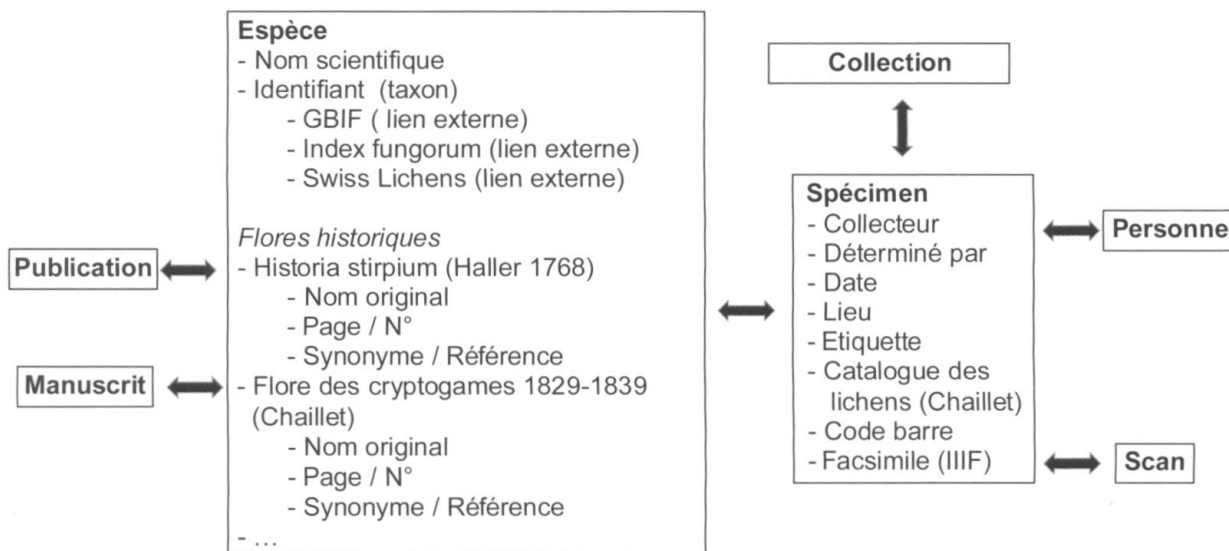 Espèce
- Nom scientifique
- Identifiant (taxon)
- GBIF ( lien externe)
- Index fungorum (lien externe)
- Swiss Lichens (lien externe)
Flores historiques
- Historia stirpium (Haller 1768)
- Nom original
- Page / N°
- Synonyme / Référence
- Flore des cryptogames 1829-1839
(Chaillet)
- Nom original
- Page / N°
- Synonyme / Référence
- ...
Publication
Manuscrit
Collection
Spécimen
- Collecteur
- Déterminé par
- Date
- Lieu
- Etiquette
- Catalogue des
lichens (Chaillet)
- Code barre
- Facsimile (IIIF)
Personne
Scan